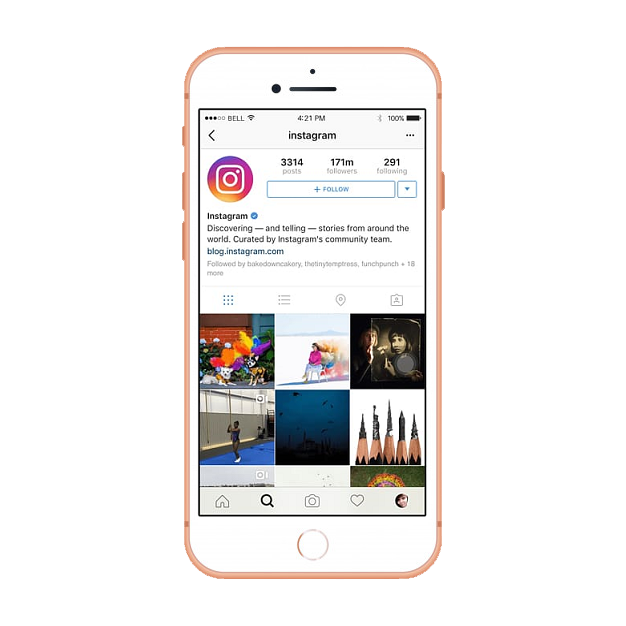 BELL 4:21 PM 100%
instagram
3314 171m 291
posts followers following
+ FOLLOW
Instagram
Discovering — and telling — stories from around the
world. Curated by Instagram's community team.
blog.instagram.com
Followed by bakedowncakery, thetinytemptress, funchpunch + 18
more